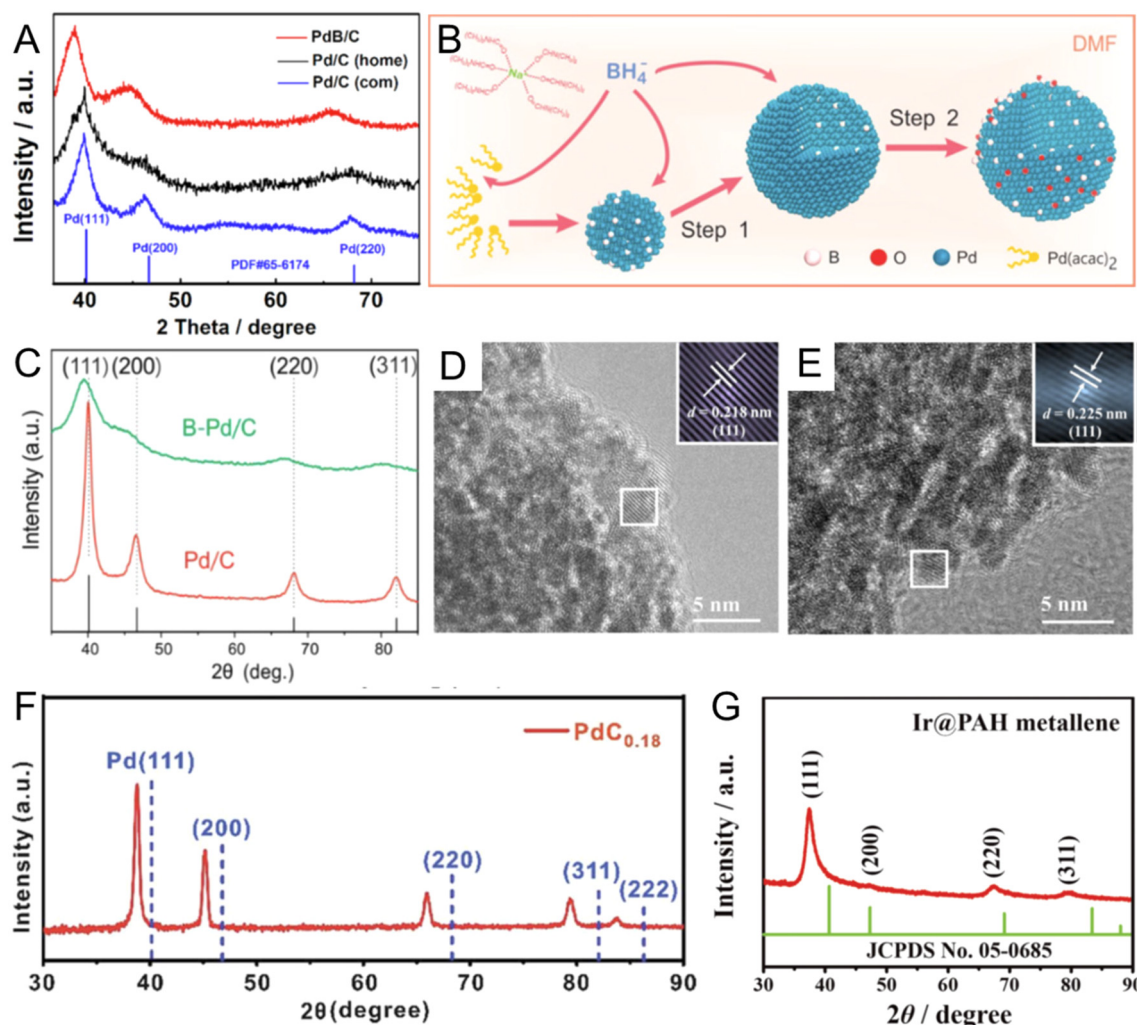 A
PdB/C
Pd/C (home)
Pd/C (com)
Pd(111)
Pd(200)
PDF#65-6174
Pd(220)
40
50
60
70
2 Theta / degree
Intensity / a.u.
B
DMF
Na
BH₄⁻
Step 1
Step 2
B
O
Pd
Pd(acac)₂
C
(111)
(200)
(220)
(311)
B-Pd/C
Pd/C
40
50
60
70
80
2θ (deg.)
Intensity (a.u.)
D
d = 0.218 nm
(111)
5 nm
E
d = 0.225 nm
(111)
5 nm
F
PdC₀.₁₈
Pd(111)
(200)
(220)
(311)
(222)
30
40
50
60
70
80
90
2θ(degree)
Intensity (a.u.)
G
Ir@PAH metallene
(111)
(200)
(220)
(311)
JCPDS No. 05-0685
30
40
50
60
70
80
90
2θ / degree
Intensity / a.u.